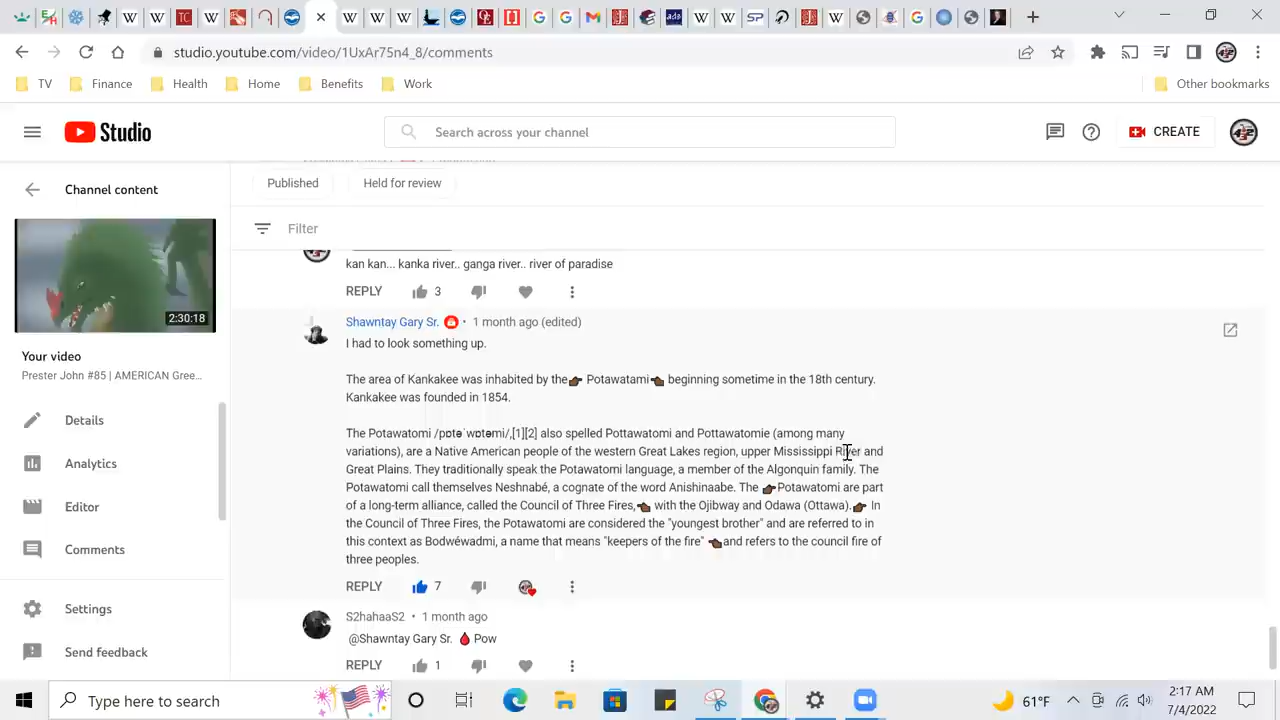 studio.youtube.com/video/1UxAr75n4_8/comments
TV
Finance
Health
Home
Benefits
Work
Other bookmarks
Studio
Search across your channel
CREATE
Channel content
Published
Held for review
Filter
2:30:18
Your video
Prester John #85 | AMERICAN Gree...
Details
Analytics
Editor
Comments
Settings
Send feedback
kan kan... kanka river.. ganga river.. river of paradise
REPLY 3
Shawntay Gary Sr. • 1 month ago (edited)
I had to look something up.
The area of Kankakee was inhabited by the👉🏿 Potawatami👈🏿 beginning sometime in the 18th century.
Kankakee was founded in 1854.
The Potawatomi /pɒtəˈwɒtəmi/,[1][2] also spelled Pottawatomi and Pottawatomie (among many
variations), are a Native American people of the western Great Lakes region, upper Mississippi River and
Great Plains. They traditionally speak the Potawatomi language, a member of the Algonquin family. The
Potawatomi call themselves Neshnabé, a cognate of the word Anishinaabe. The 👉🏿Potawatomi are part
of a long-term alliance, called the Council of Three Fires,👈🏿 with the Ojibway and Odawa (Ottawa).👉🏿 In
the Council of Three Fires, the Potawatomi are considered the "youngest brother" and are referred to in
this context as Bodwéwadmi, a name that means "keepers of the fire" 👈🏿and refers to the council fire of
three peoples.
REPLY 7
S2hahaaS2 • 1 month ago
@Shawntay Gary Sr. 🩸 Pow
REPLY 1
Type here to search
61°F
2:17 AM
7/4/2022